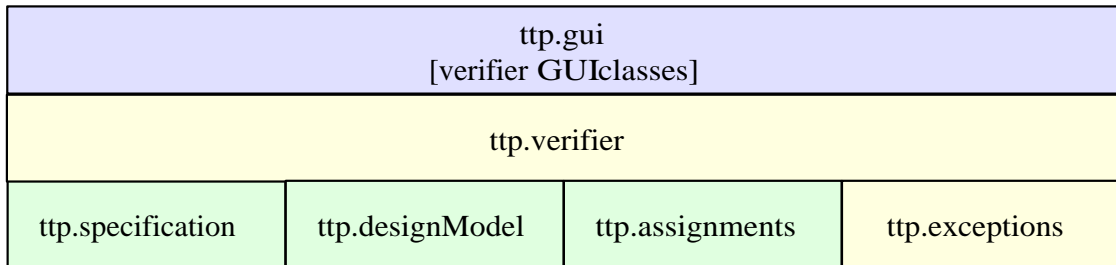 ttp.gui
[verifier GUIclasses]
ttp.verifier
ttp.specification ttp.designModel ttp.assignments ttp.exceptions